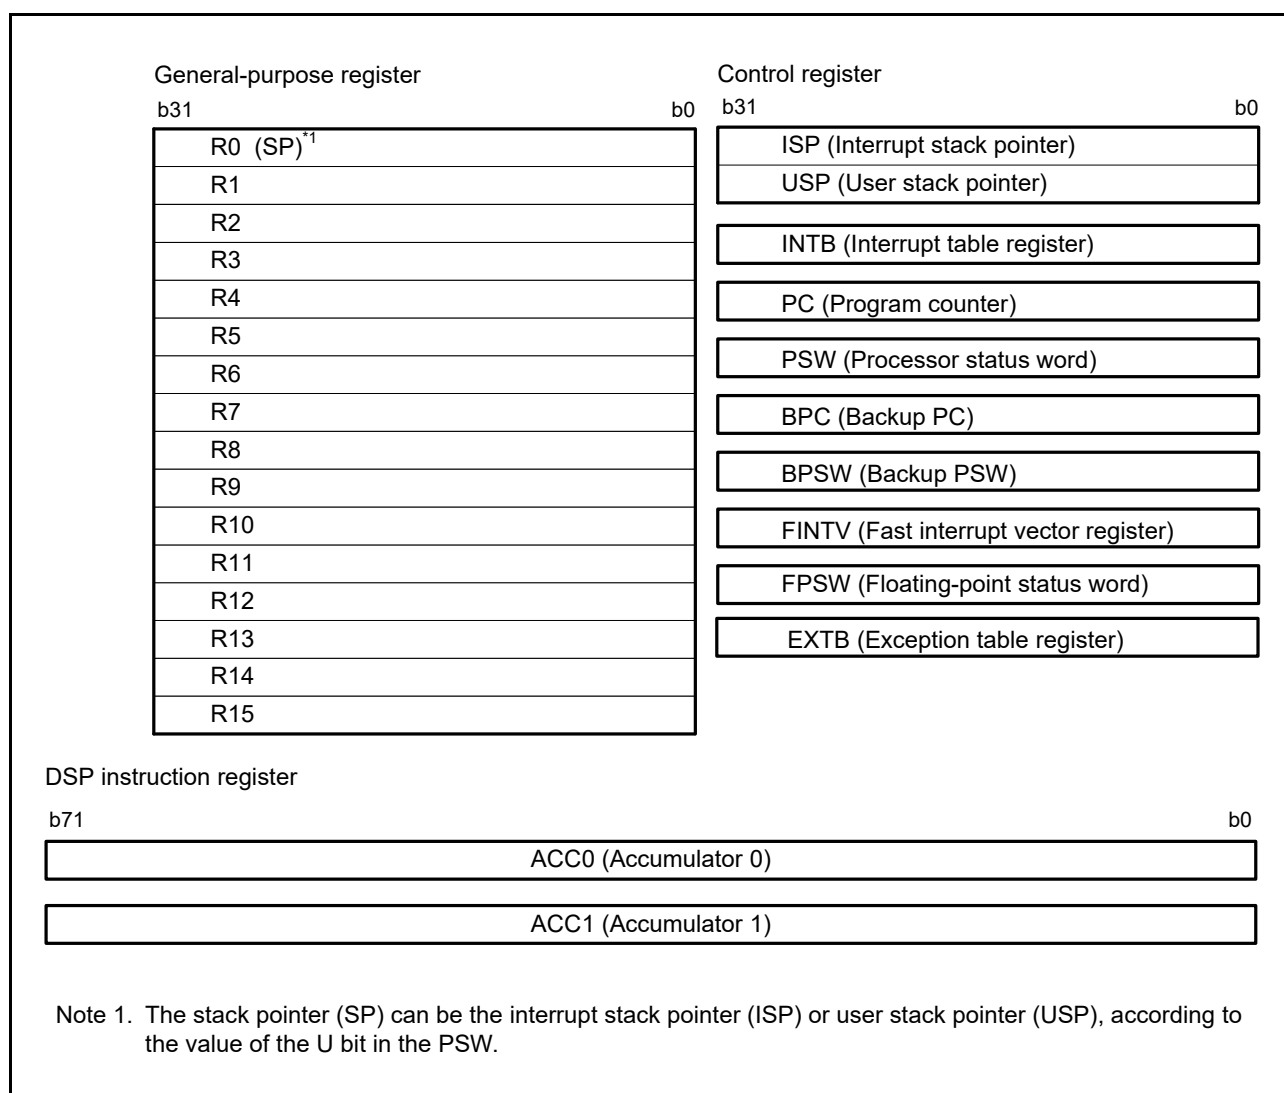 General-purpose register
b31 b0
R0 (SP)*1
R1
R2
R3
R4
R5
R6
R7
R8
R9
R10
R11
R12
R13
R14
R15
Control register
b31 b0
ISP (Interrupt stack pointer)
USP (User stack pointer)
INTB (Interrupt table register)
PC (Program counter)
PSW (Processor status word)
BPC (Backup PC)
BPSW (Backup PSW)
FINTV (Fast interrupt vector register)
FPSW (Floating-point status word)
EXTB (Exception table register)
DSP instruction register
b71 b0
ACC0 (Accumulator 0)
ACC1 (Accumulator 1)
Note 1. The stack pointer (SP) can be the interrupt stack pointer (ISP) or user stack pointer (USP), according to
the value of the U bit in the PSW.